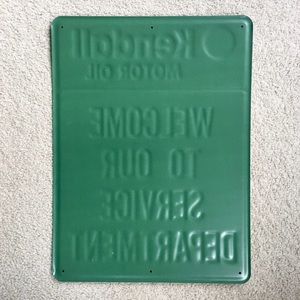 Kendall
MOTOR OIL
WELCOME
TO OUR
SERVICE
DEPARTMENT